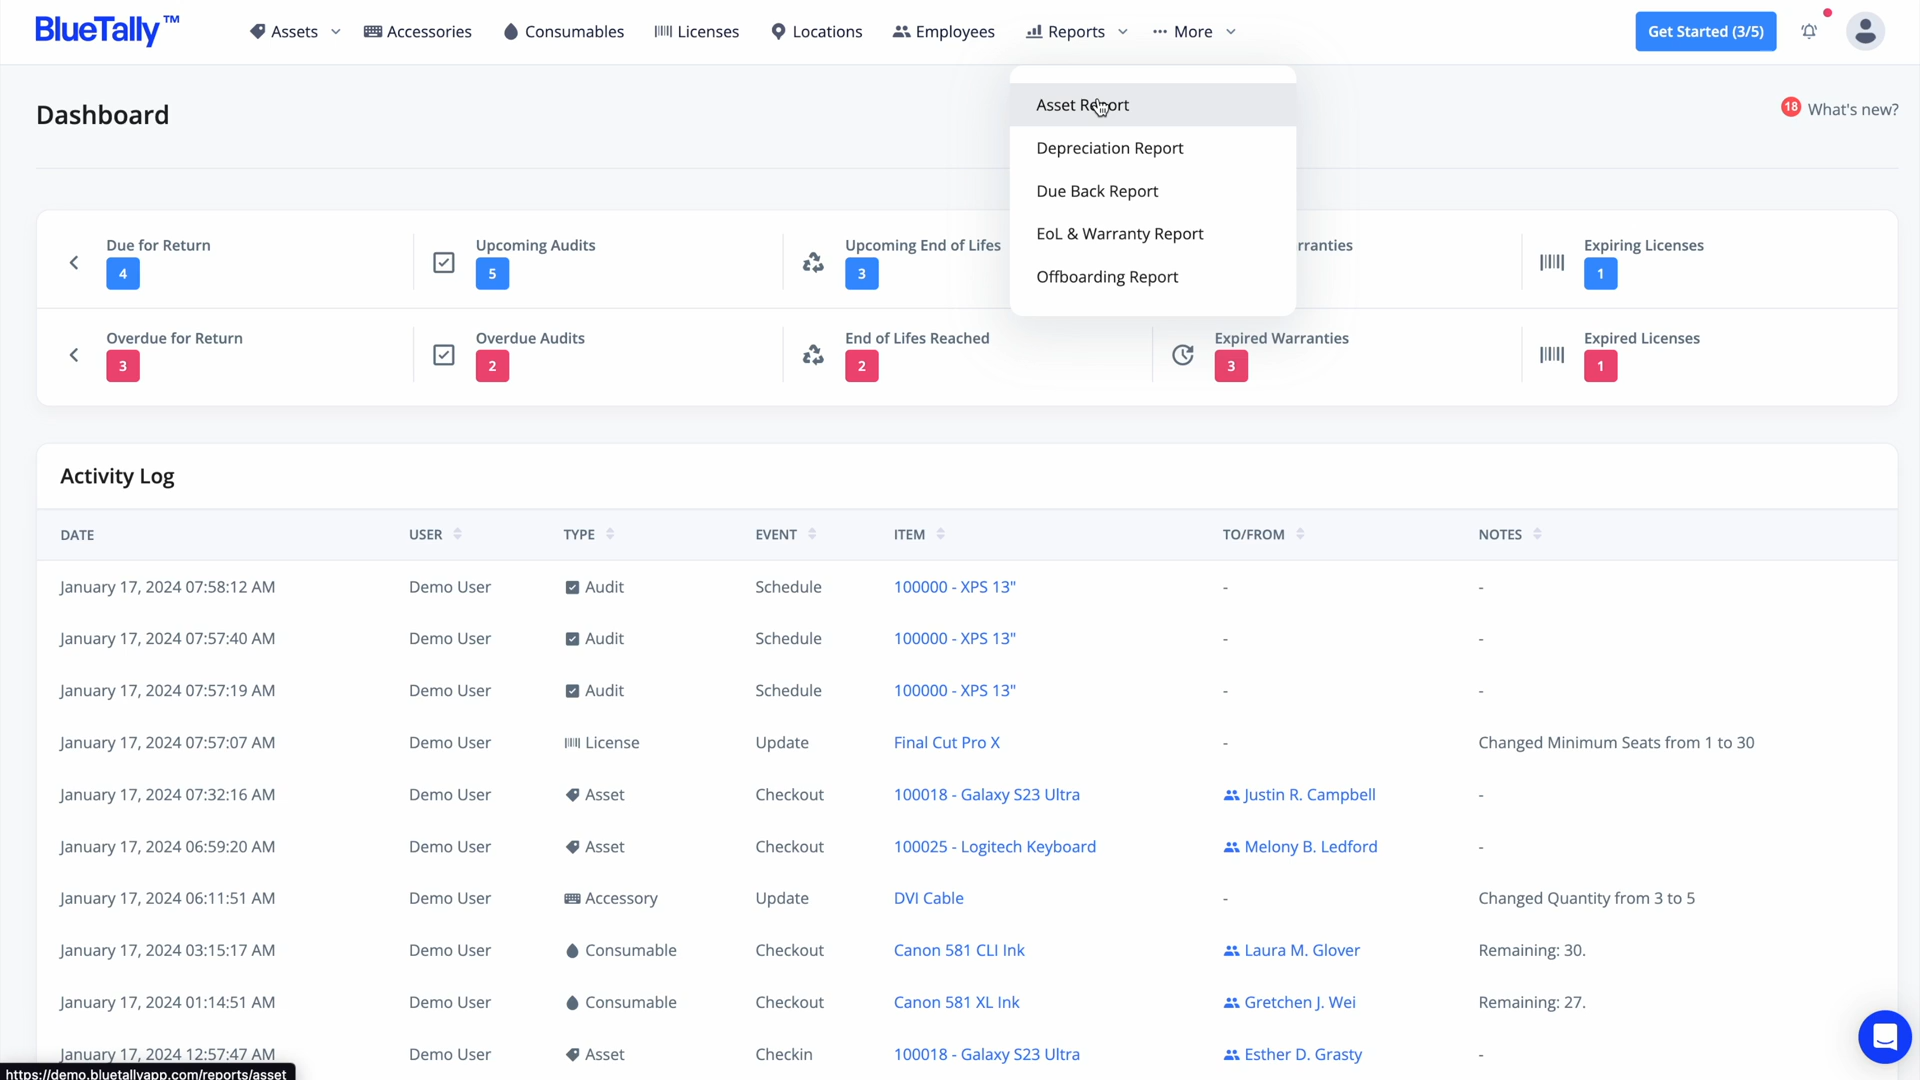 BlueTally™
Assets
Accessories
Consumables
Licenses
Locations
Employees
Reports
More
Get Started (3/5)
Asset Report
Depreciation Report
Due Back Report
EoL & Warranty Report
Offboarding Report
Dashboard
18 What's new?
Due for Return
4
Upcoming Audits
5
Upcoming End of Lifes
3
rranties
Expiring Licenses
1
Overdue for Return
3
Overdue Audits
2
End of Lifes Reached
2
Expired Warranties
3
Expired Licenses
1
Activity Log
DATE USER TYPE EVENT ITEM TO/FROM NOTES
January 17, 2024 07:58:12 AM Demo User Audit Schedule 100000 - XPS 13" - -
January 17, 2024 07:57:40 AM Demo User Audit Schedule 100000 - XPS 13" - -
January 17, 2024 07:57:19 AM Demo User Audit Schedule 100000 - XPS 13" - -
January 17, 2024 07:57:07 AM Demo User License Update Final Cut Pro X - Changed Minimum Seats from 1 to 30
January 17, 2024 07:32:16 AM Demo User Asset Checkout 100018 - Galaxy S23 Ultra Justin R. Campbell -
January 17, 2024 06:59:20 AM Demo User Asset Checkout 100025 - Logitech Keyboard Melony B. Ledford -
January 17, 2024 06:11:51 AM Demo User Accessory Update DVI Cable - Changed Quantity from 3 to 5
January 17, 2024 03:15:17 AM Demo User Consumable Checkout Canon 581 CLI Ink Laura M. Glover Remaining: 30.
January 17, 2024 01:14:51 AM Demo User Consumable Checkout Canon 581 XL Ink Gretchen J. Wei Remaining: 27.
January 17, 2024 12:57:47 AM Demo User Asset Checkin 100018 - Galaxy S23 Ultra Esther D. Grasty -
https://demo.bluetallyapp.com/reports/asset